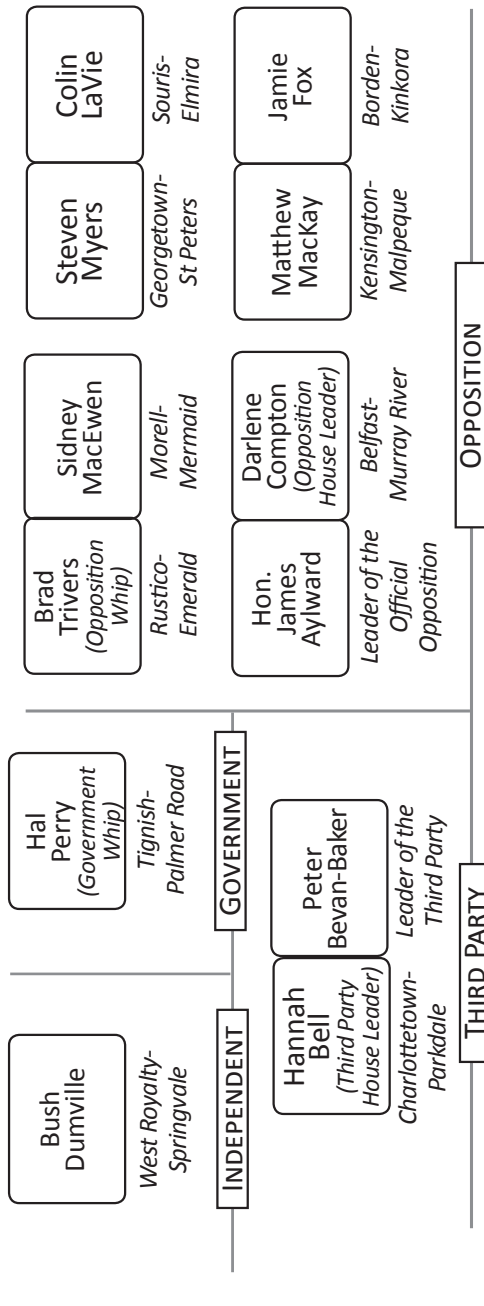 Bush
Dumville
West Royalty-
Springvale
INDEPENDENT
Hal
Perry
(Government
Whip)
Tignish-
Palmer Road
GOVERNMENT
Hannah
Bell
(Third Party
House Leader)
Charlottetown-
Parkdale
Peter
Bevan-Baker
Leader of the
Third Party
THIRD PARTY
Brad
Trivers
(Opposition
Whip)
Rustico-
Emerald
Sidney
MacEwen
Morell-
Mermaid
Steven
Myers
Georgetown-
St Peters
Colin
LaVie
Souris-
Elmira
Hon.
James
Aylward
Leader of the
Official
Opposition
Darlene
Compton
(Opposition
House Leader)
Belfast-
Murray River
Matthew
MacKay
Kensington-
Malpeque
Jamie
Fox
Borden-
Kinkora
OPPOSITION